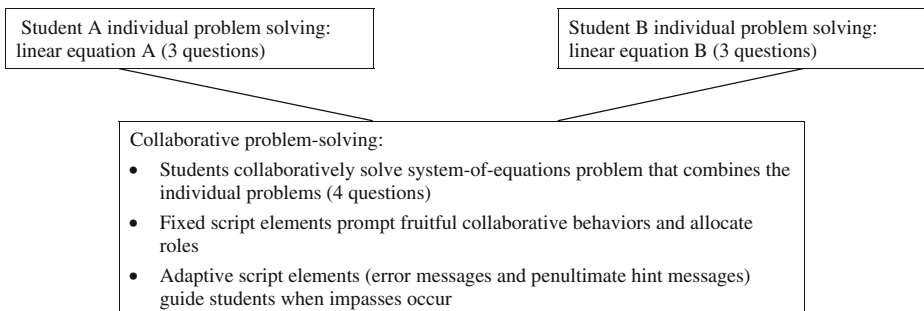 Student A individual problem solving:
linear equation A (3 questions)
Student B individual problem solving:
linear equation B (3 questions)
Collaborative problem-solving:
• Students collaboratively solve system-of-equations problem that combines the
individual problems (4 questions)
• Fixed script elements prompt fruitful collaborative behaviors and allocate
roles
• Adaptive script elements (error messages and penultimate hint messages)
guide students when impasses occur